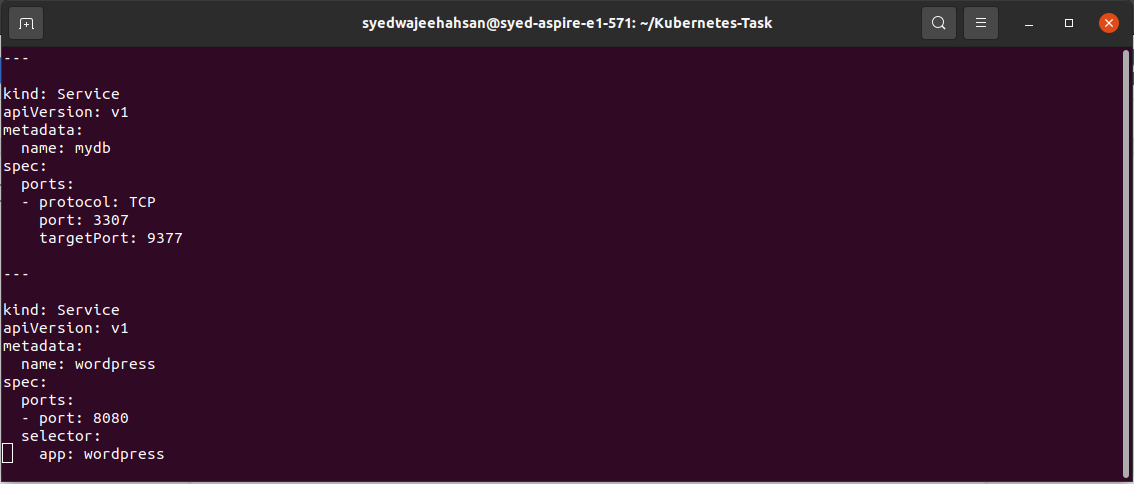 syedwajeehahsan@syed-aspire-e1-571: ~/Kubernetes-Task
---
kind: Service
apiVersion: v1
metadata:
  name: mydb
spec:
  ports:
  - protocol: TCP
    port: 3307
    targetPort: 9377
---
kind: Service
apiVersion: v1
metadata:
  name: wordpress
spec:
  ports:
  - port: 8080
  selector:
    app: wordpress